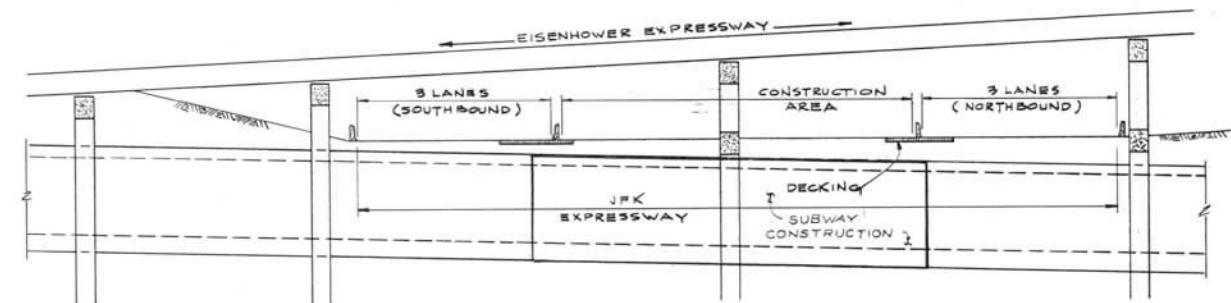 EISENHOWER EXPRESSWAY
3 LANES
(SOUTHBOUND)
CONSTRUCTION
AREA
3 LANES
(NORTHBOUND)
DECKING
JFK
EXPRESSWAY
SUBWAY
CONSTRUCTION